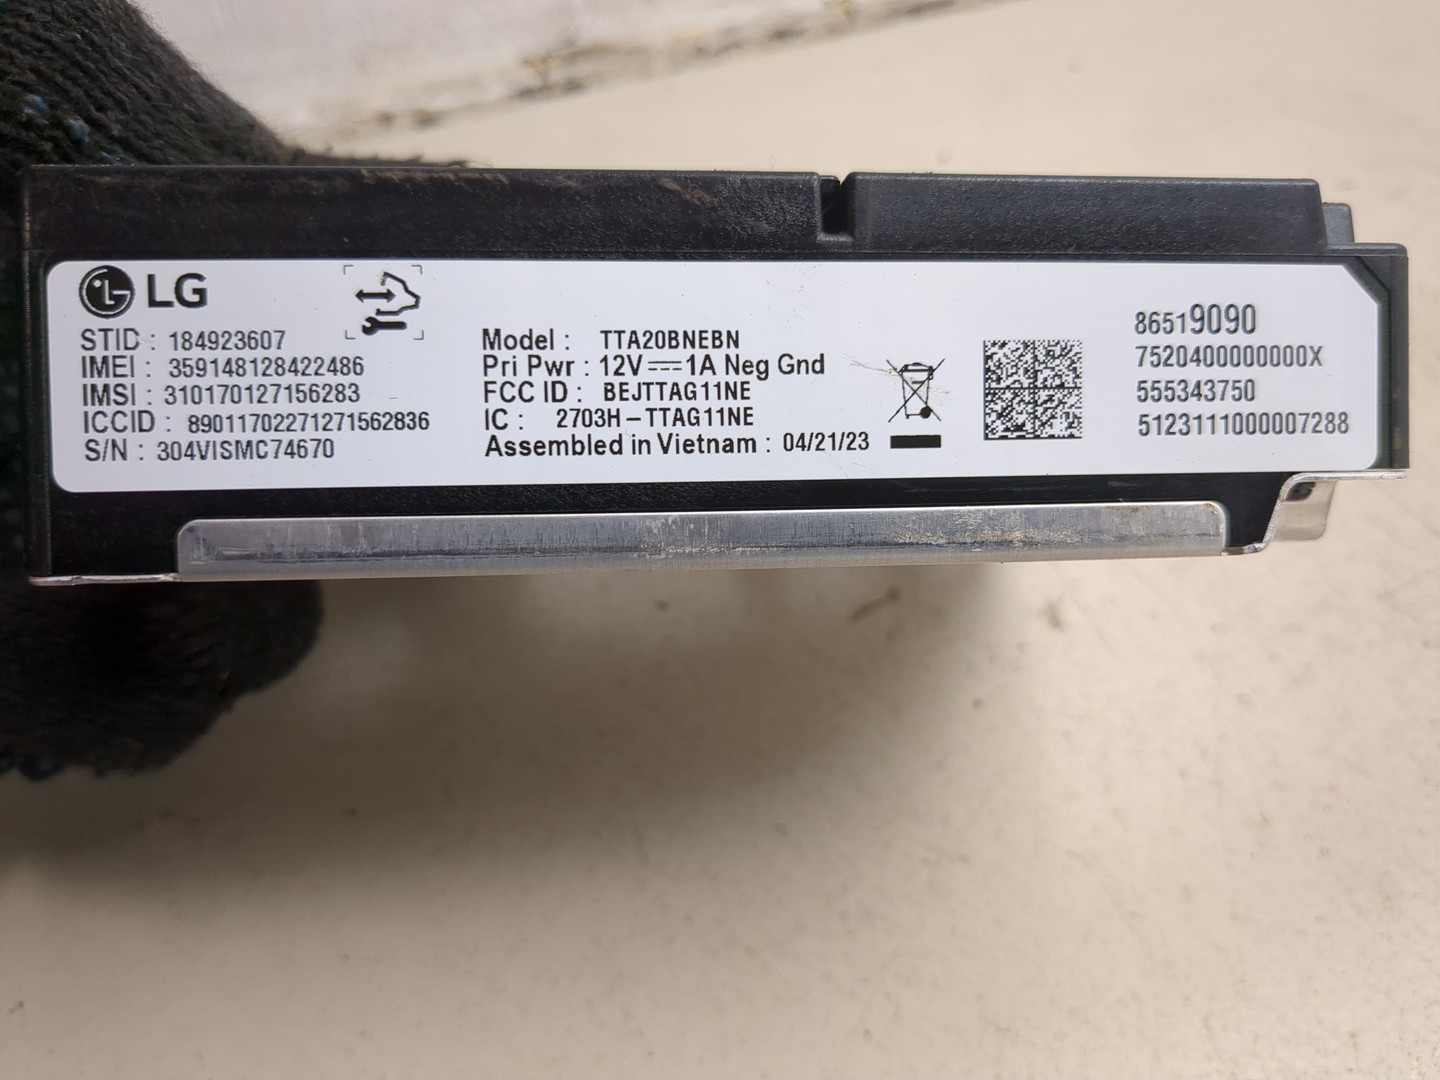 LG
STID : 184923607
IMEI : 359148128422486
IMSI : 310170127156283
ICCID : 89011702271271562836
S/N : 304VISMC74670
Model : TTA20BNEBN
Pri Pwr : 12V⎓1A Neg Gnd
FCC ID : BEJTTAG11NE
IC : 2703H-TTAG11NE
Assembled in Vietnam : 04/21/23
86519090
7520400000000X
555343750
5123111000007288